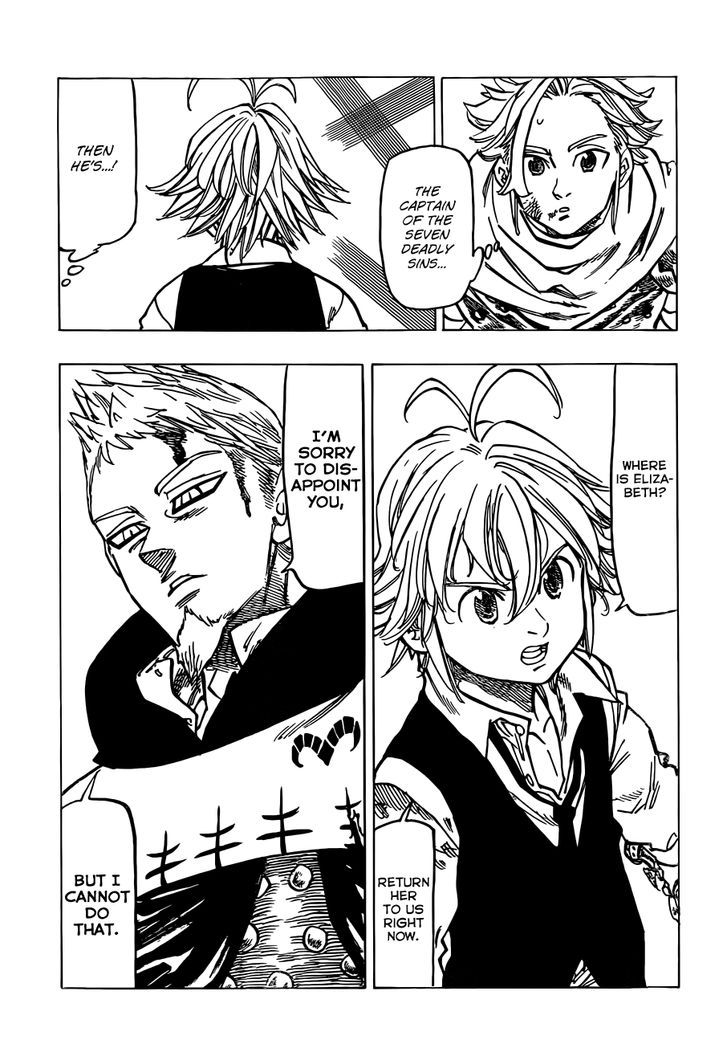 THE
CAPTAIN
OF THE
SEVEN
DEADLY
SINS...
THEN
HE'S...!
WHERE
IS ELIZA-
BETH?
RETURN
HER
TO US
RIGHT
NOW.
I'M
SORRY
TO DIS-
APPOINT
YOU,
BUT I
CANNOT
DO
THAT.